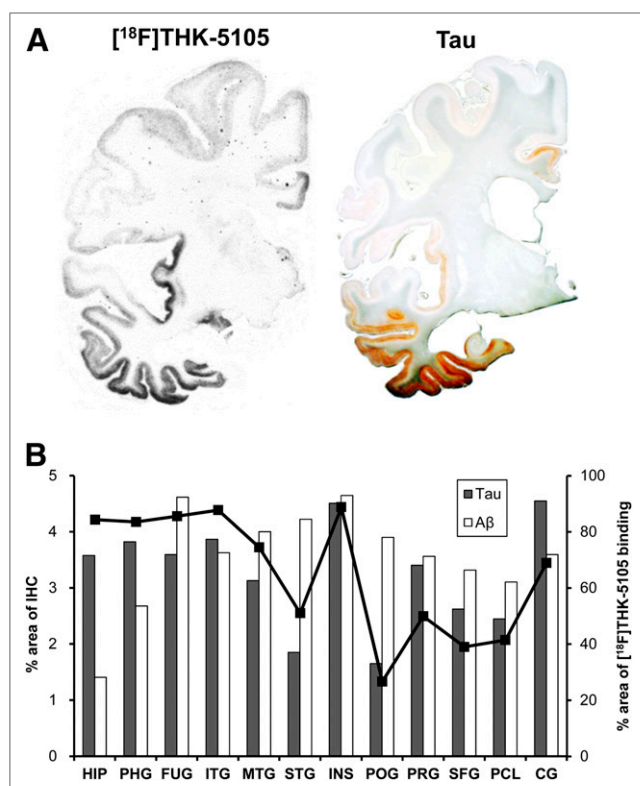 A
[¹⁸F]THK-5105
Tau
B
5
4
3
2
1
0
% area of IHC
Tau
Aβ
100
80
60
40
20
0
% area of [¹⁸F]THK-5105 binding
HIP PHG FUG ITG MTG STG INS POG PRG SFG PCL CG